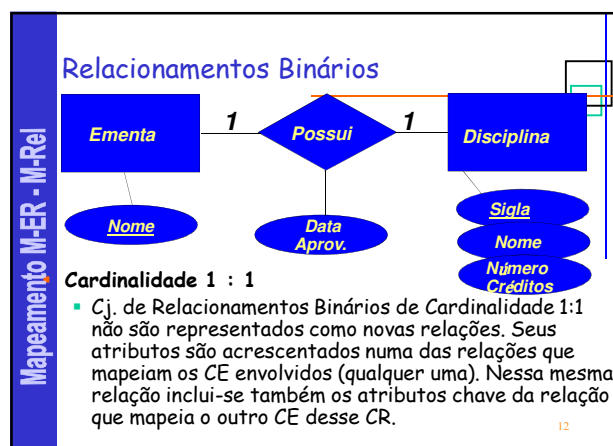 Mapeamento M-ER - M-Rel
Relacionamentos Binários
Ementa
1
Possui
1
Disciplina
Nome
Data
Aprov.
Sigla
Nome
Número
Créditos
Cardinalidade 1 : 1
Cj. de Relacionamentos Binários de Cardinalidade 1:1
não são representados como novas relações. Seus
atributos são acrescentados numa das relações que
mapeiam os CE envolvidos (qualquer uma). Nessa mesma
relação inclui-se também os atributos chave da relação
que mapeia o outro CE desse CR.
12